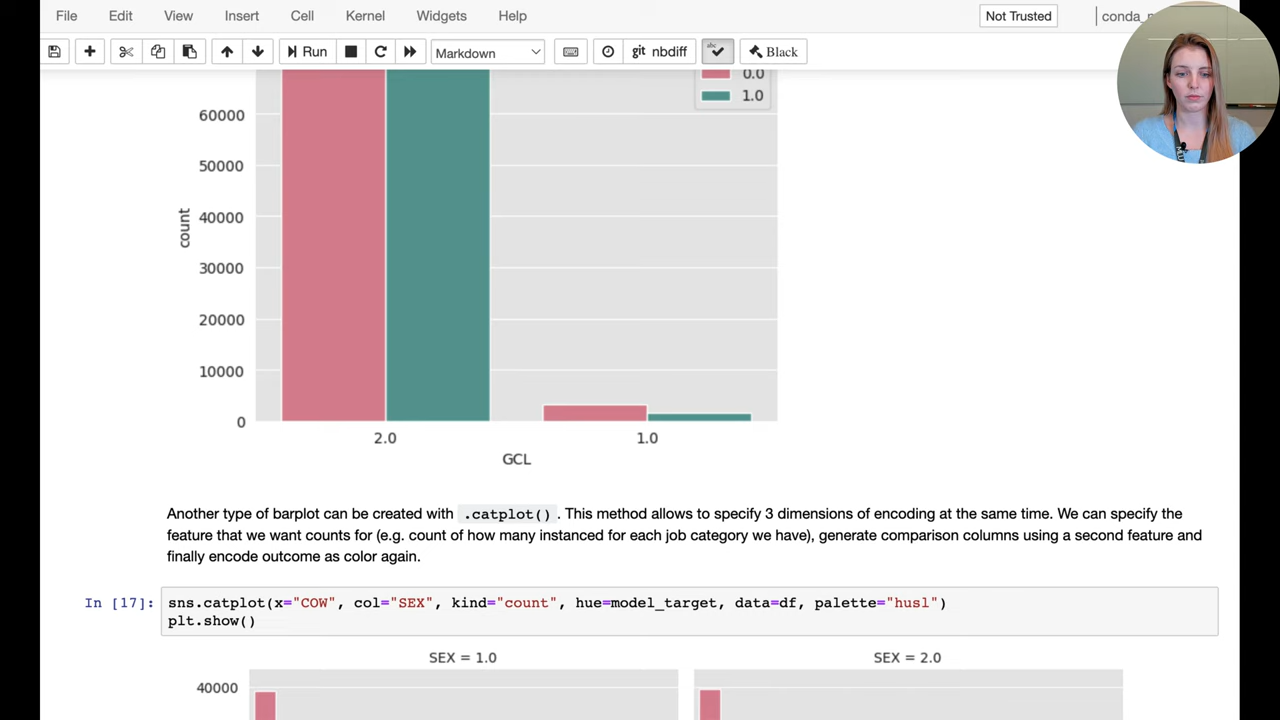 File Edit View Insert Cell Kernel Widgets Help
Not Trusted
Run
Markdown
git nbdiff
abc
Black
0.0
1.0
60000
50000
40000
30000
20000
10000
0
count
2.0
1.0
GCL
Another type of barplot can be created with .catplot(). This method allows to specify 3 dimensions of encoding at the same time. We can specify the
feature that we want counts for (e.g. count of how many instanced for each job category we have), generate comparison columns using a second feature and
finally encode outcome as color again.
In [17]: sns.catplot(x="COW", col="SEX", kind="count", hue=model_target, data=df, palette="husl")
plt.show()
SEX = 1.0
SEX = 2.0
40000